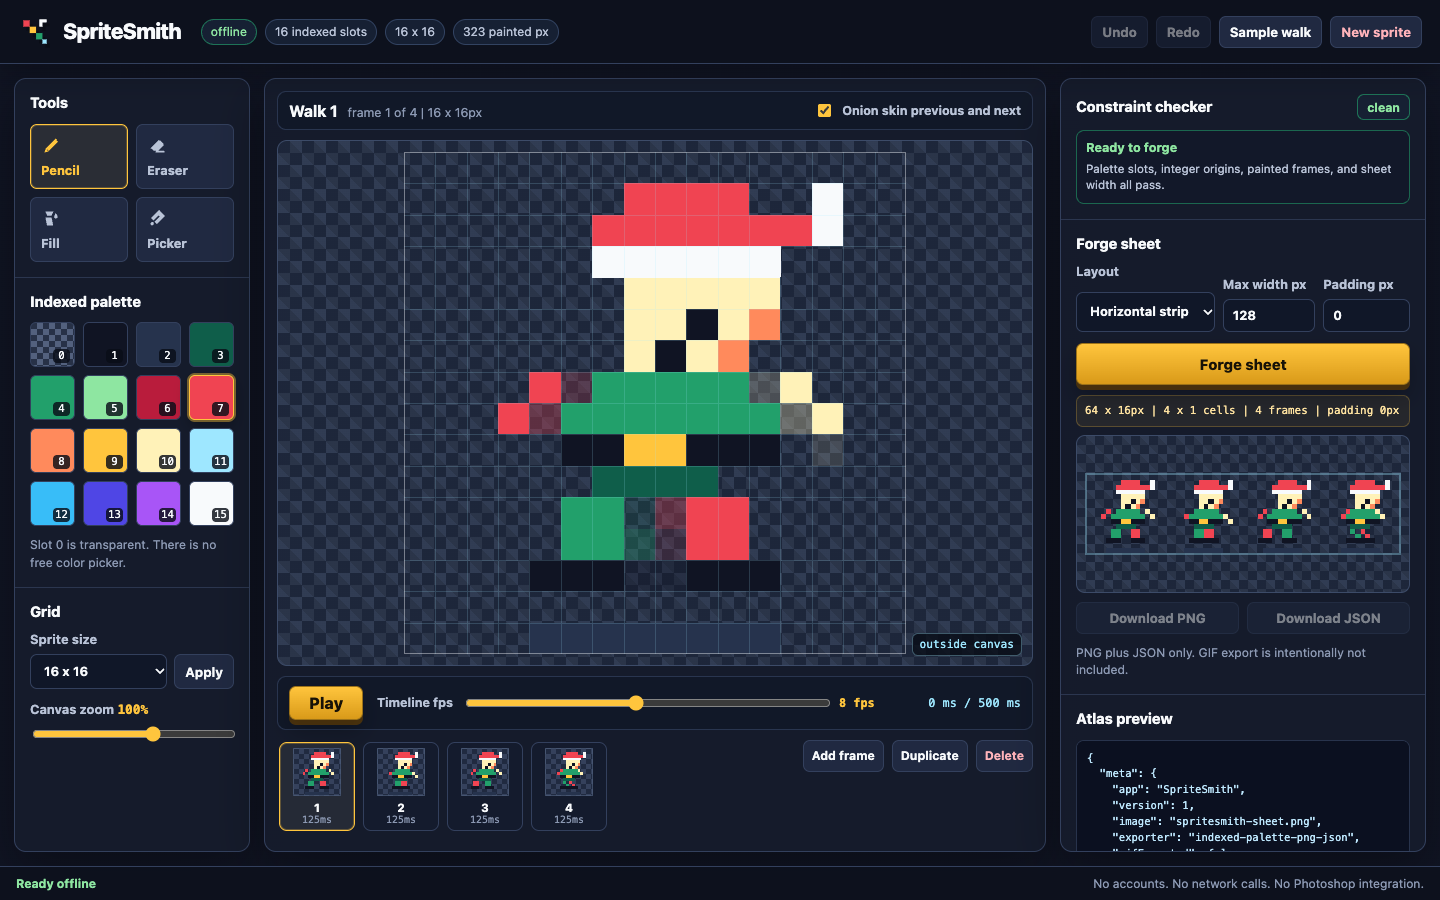 SpriteSmith
offline
16 indexed slots
16 x 16
323 painted px
Undo
Redo
Sample walk
New sprite
Tools
Pencil
Eraser
Fill
Picker
Indexed palette
0
1
2
3
4
5
6
7
8
9
10
11
12
13
14
15
Slot 0 is transparent. There is no
free color picker.
Grid
Sprite size
16 x 16
Apply
Canvas zoom 100%
Walk 1 frame 1 of 4 | 16 x 16px
Onion skin previous and next
outside canvas
Play
Timeline fps
8 fps
0 ms / 500 ms
1
125ms
2
125ms
3
125ms
4
125ms
Add frame
Duplicate
Delete
Constraint checker
clean
Ready to forge
Palette slots, integer origins, painted frames, and sheet
width all pass.
Forge sheet
Layout
Horizontal strip
Max width px
128
Padding px
0
Forge sheet
64 x 16px | 4 x 1 cells | 4 frames | padding 0px
Download PNG
Download JSON
PNG plus JSON only. GIF export is intentionally not
included.
Atlas preview
{
"meta": {
"app": "SpriteSmith",
"version": 1,
"image": "spritesmith-sheet.png",
"exporter": "indexed-palette-png-json",
Ready offline
No accounts. No network calls. No Photoshop integration.